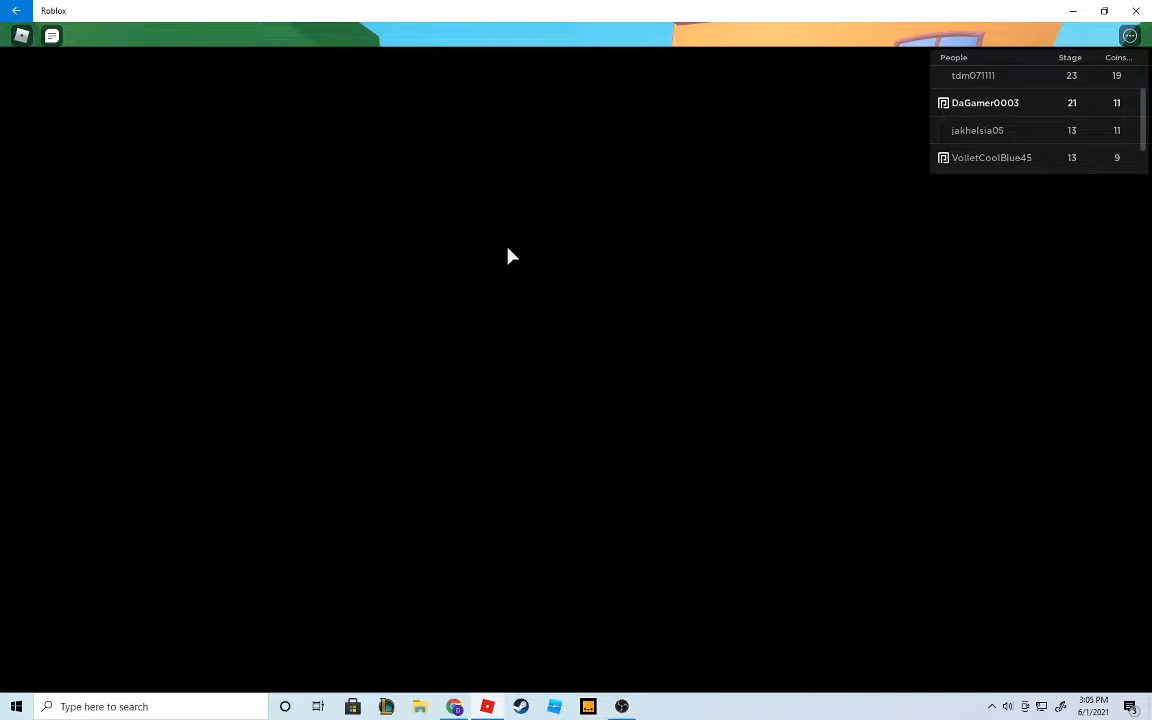 Roblox
People Stage Coins...
tdm071111 23 19
DaGamer0003 21 11
jakhelsia05 13 11
VoiletCoolBlue45 13 9
Type here to search
3:05 PM
6/1/2021
3